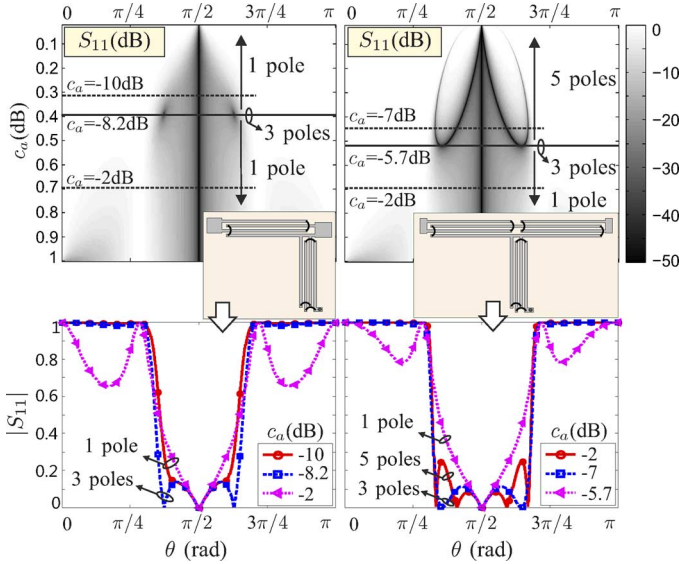 0 π/4 π/2 3π/4 π
0 π/4 π/2 3π/4 π
S11(dB)
S11(dB)
ca(dB)
0.1
0.2
0.3
0.4
0.5
0.6
0.7
0.8
0.9
1
1 pole
ca=-10dB
ca=-8.2dB
3 poles
1 pole
ca=-2dB
5 poles
ca=-7dB
ca=-5.7dB
3 poles
ca=-2dB
1 pole
0
−10
−20
−30
−40
−50
|S11|
1
0.8
0.6
0.4
0.2
0
1 pole
3 poles
ca(dB)
-10
-8.2
-2
1 pole
5 poles
3 poles
ca(dB)
-2
-7
-5.7
0 π/4 π/2 3π/4 π
θ (rad)
0 π/4 π/2 3π/4 π
θ (rad)